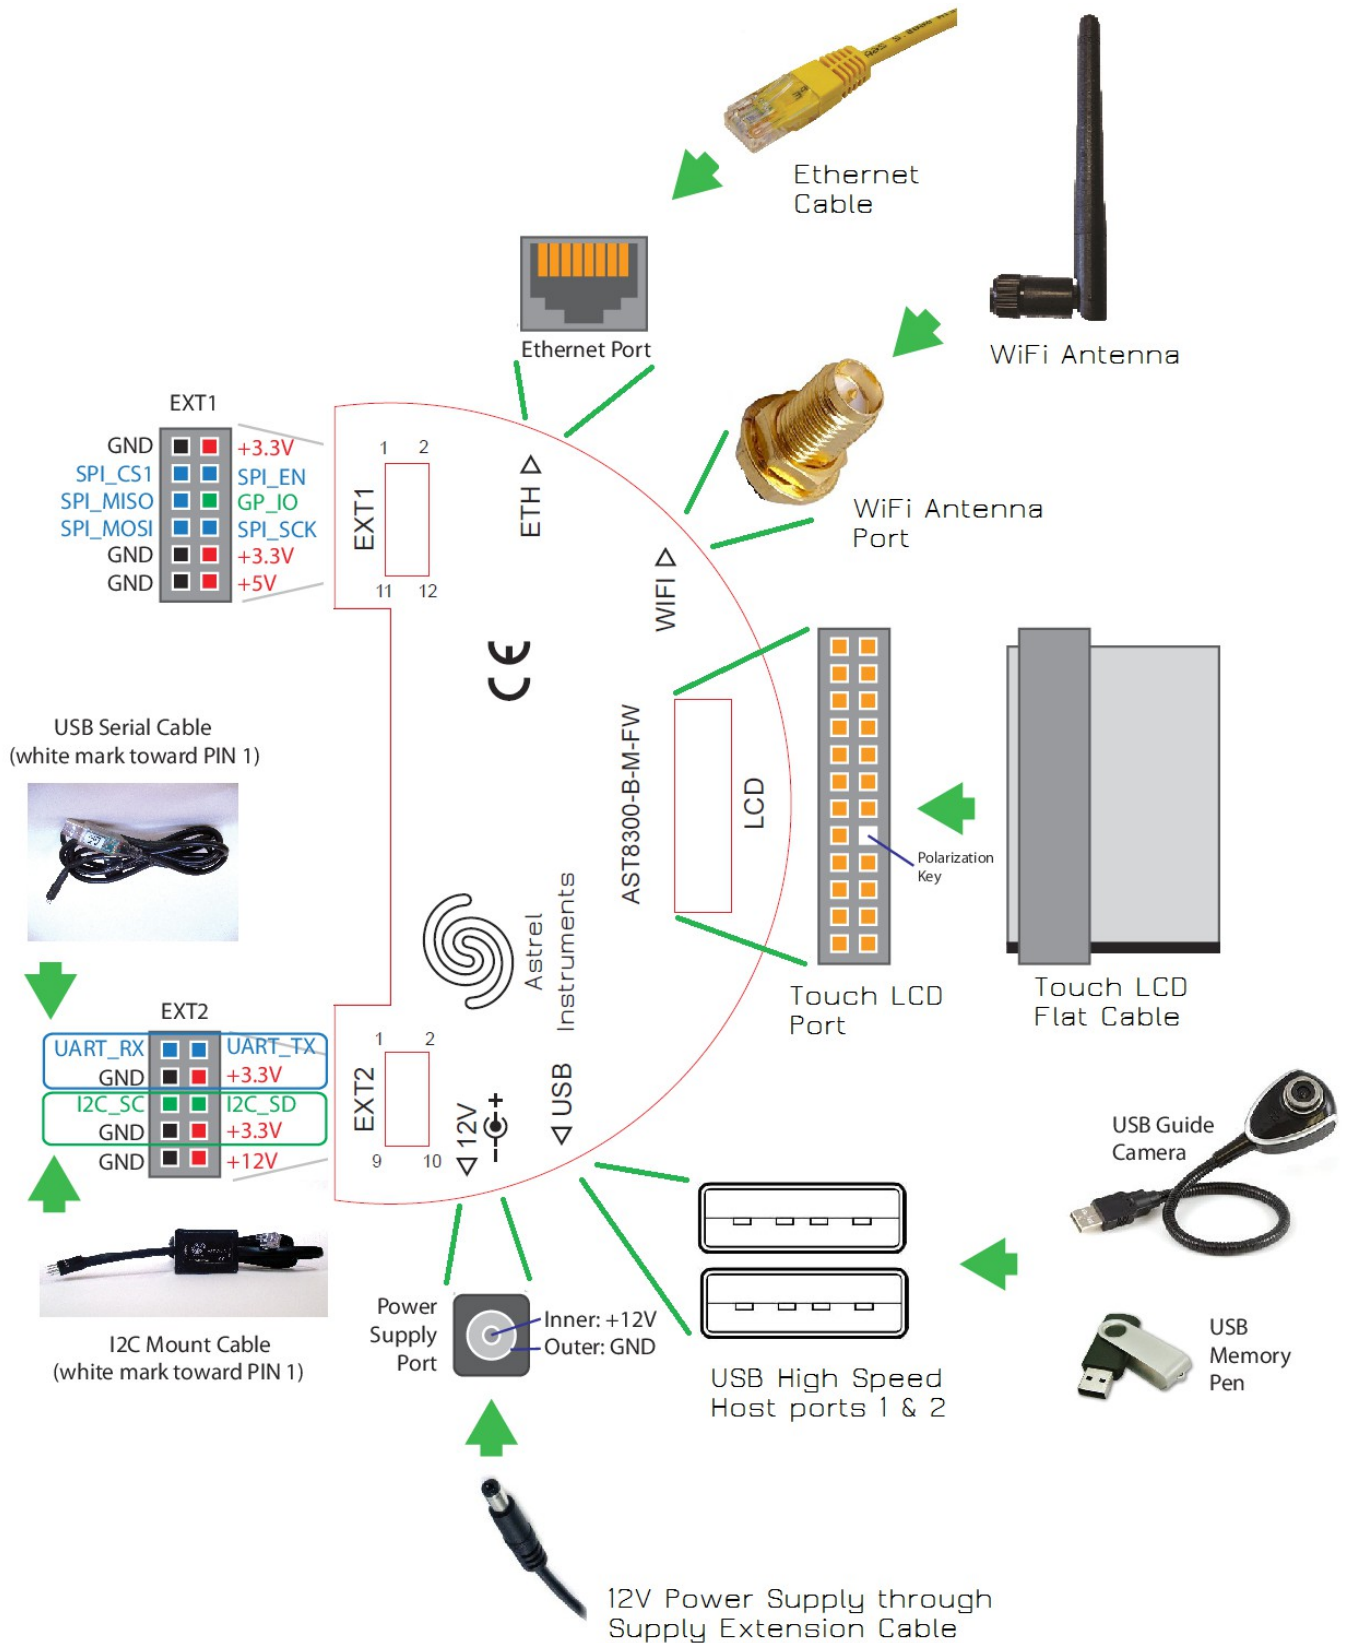 Ethernet
Cable
Ethernet Port
WiFi Antenna
EXT1
GND +3.3V
SPI_CS1 SPI_EN
SPI_MISO GP_IO
SPI_MOSI SPI_SCK
GND +3.3V
GND +5V
1 2
EXT1
11 12
ETH
WiFi Antenna
Port
WIFI
CE
USB Serial Cable
(white mark toward PIN 1)
AST8300-B-M-FW
LCD
Polarization
Key
Astrel
Instruments
Touch LCD
Port
Touch LCD
Flat Cable
EXT2
UART_RX UART_TX
GND +3.3V
I2C_SC I2C_SD
GND +3.3V
GND +12V
1 2
EXT2
9 10
12V
- +
USB
USB Guide
Camera
I2C Mount Cable
(white mark toward PIN 1)
Power
Supply
Port
Inner: +12V
Outer: GND
USB High Speed
Host ports 1 & 2
USB
Memory
Pen
12V Power Supply through
Supply Extension Cable